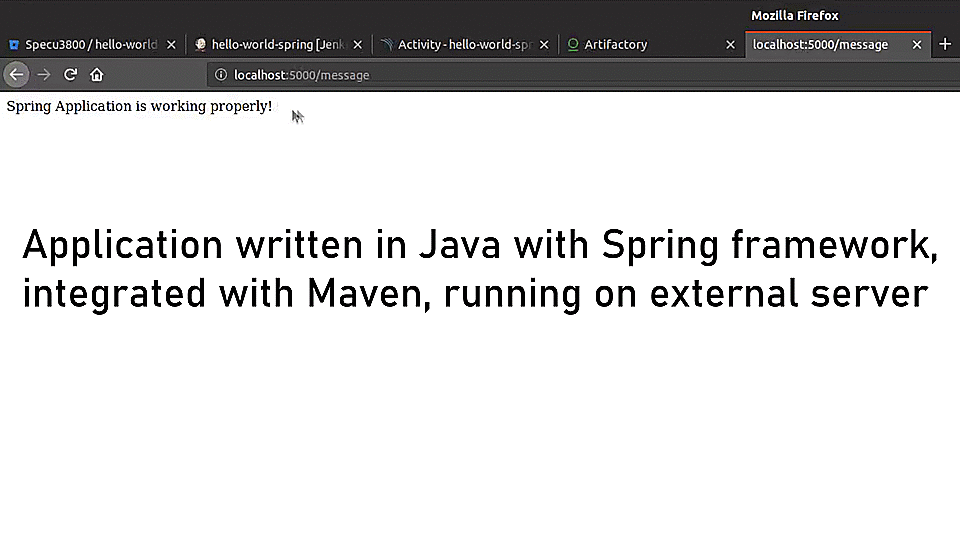 Mozilla Firefox
Specu3800 / hello-world
hello-world-spring [Jenk
Activity - hello-world-spr
Artifactory
localhost:5000/message
localhost:5000/message
Spring Application is working properly!
Application written in Java with Spring framework,
integrated with Maven, running on external server